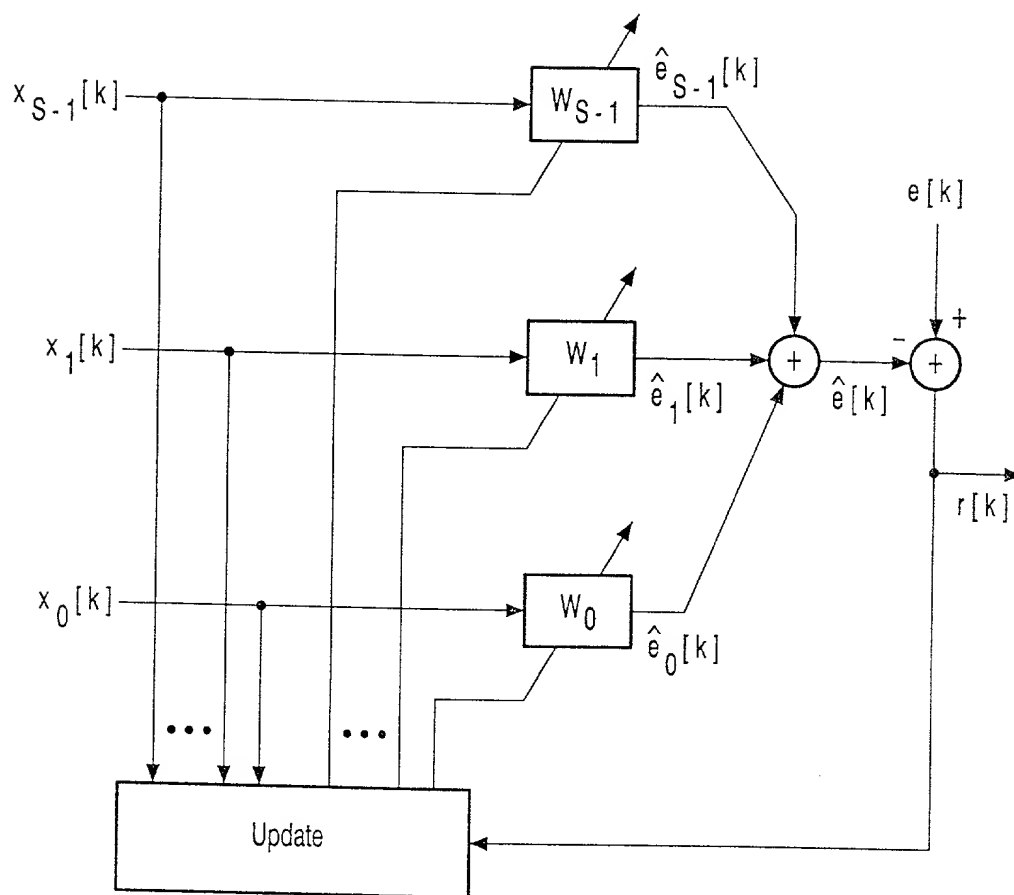 x_{S-1}[k]
W_{S-1}
ê_{S-1}[k]
e[k]
+
x_1[k]
W_1
ê_1[k]
+
ê[k]
-
+
r[k]
x_0[k]
W_0
ê_0[k]
•••
•••
Update